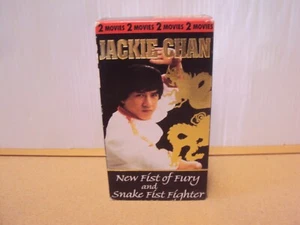 2 MOVIES 2 MOVIES 2 MOVIES 2 MOVIES
JACKIE CHAN
New Fist of Fury
and
Snake Fist Fighter